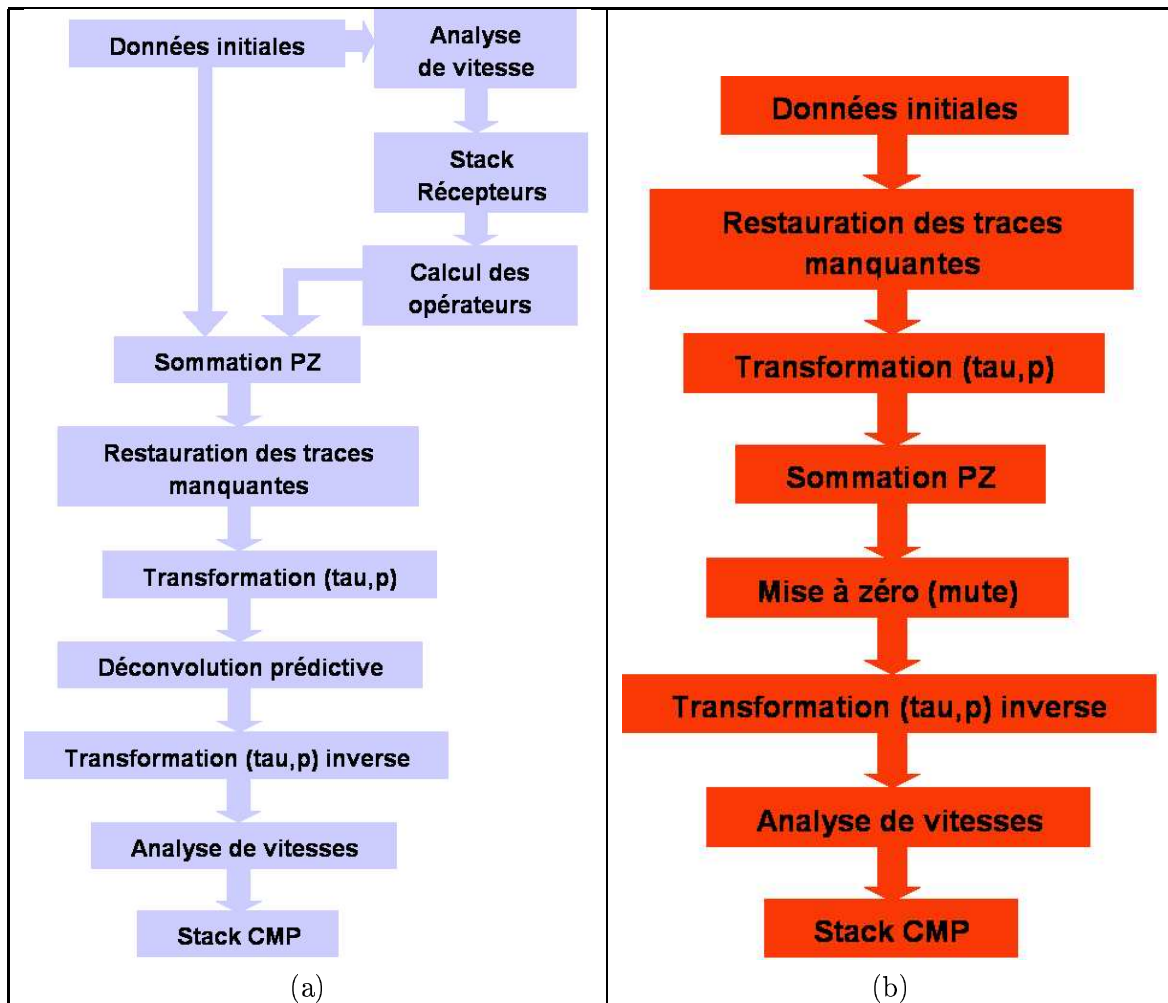 Données initiales
Analyse
de vitesse
Stack
Récepteurs
Calcul des
opérateurs
Sommation PZ
Restauration des traces
manquantes
Transformation (tau,p)
Déconvolution prédictive
Transformation (tau,p) inverse
Analyse de vitesses
Stack CMP
(a)
Données initiales
Restauration des traces
manquantes
Transformation (tau,p)
Sommation PZ
Mise à zéro (mute)
Transformation (tau,p) inverse
Analyse de vitesses
Stack CMP
(b)